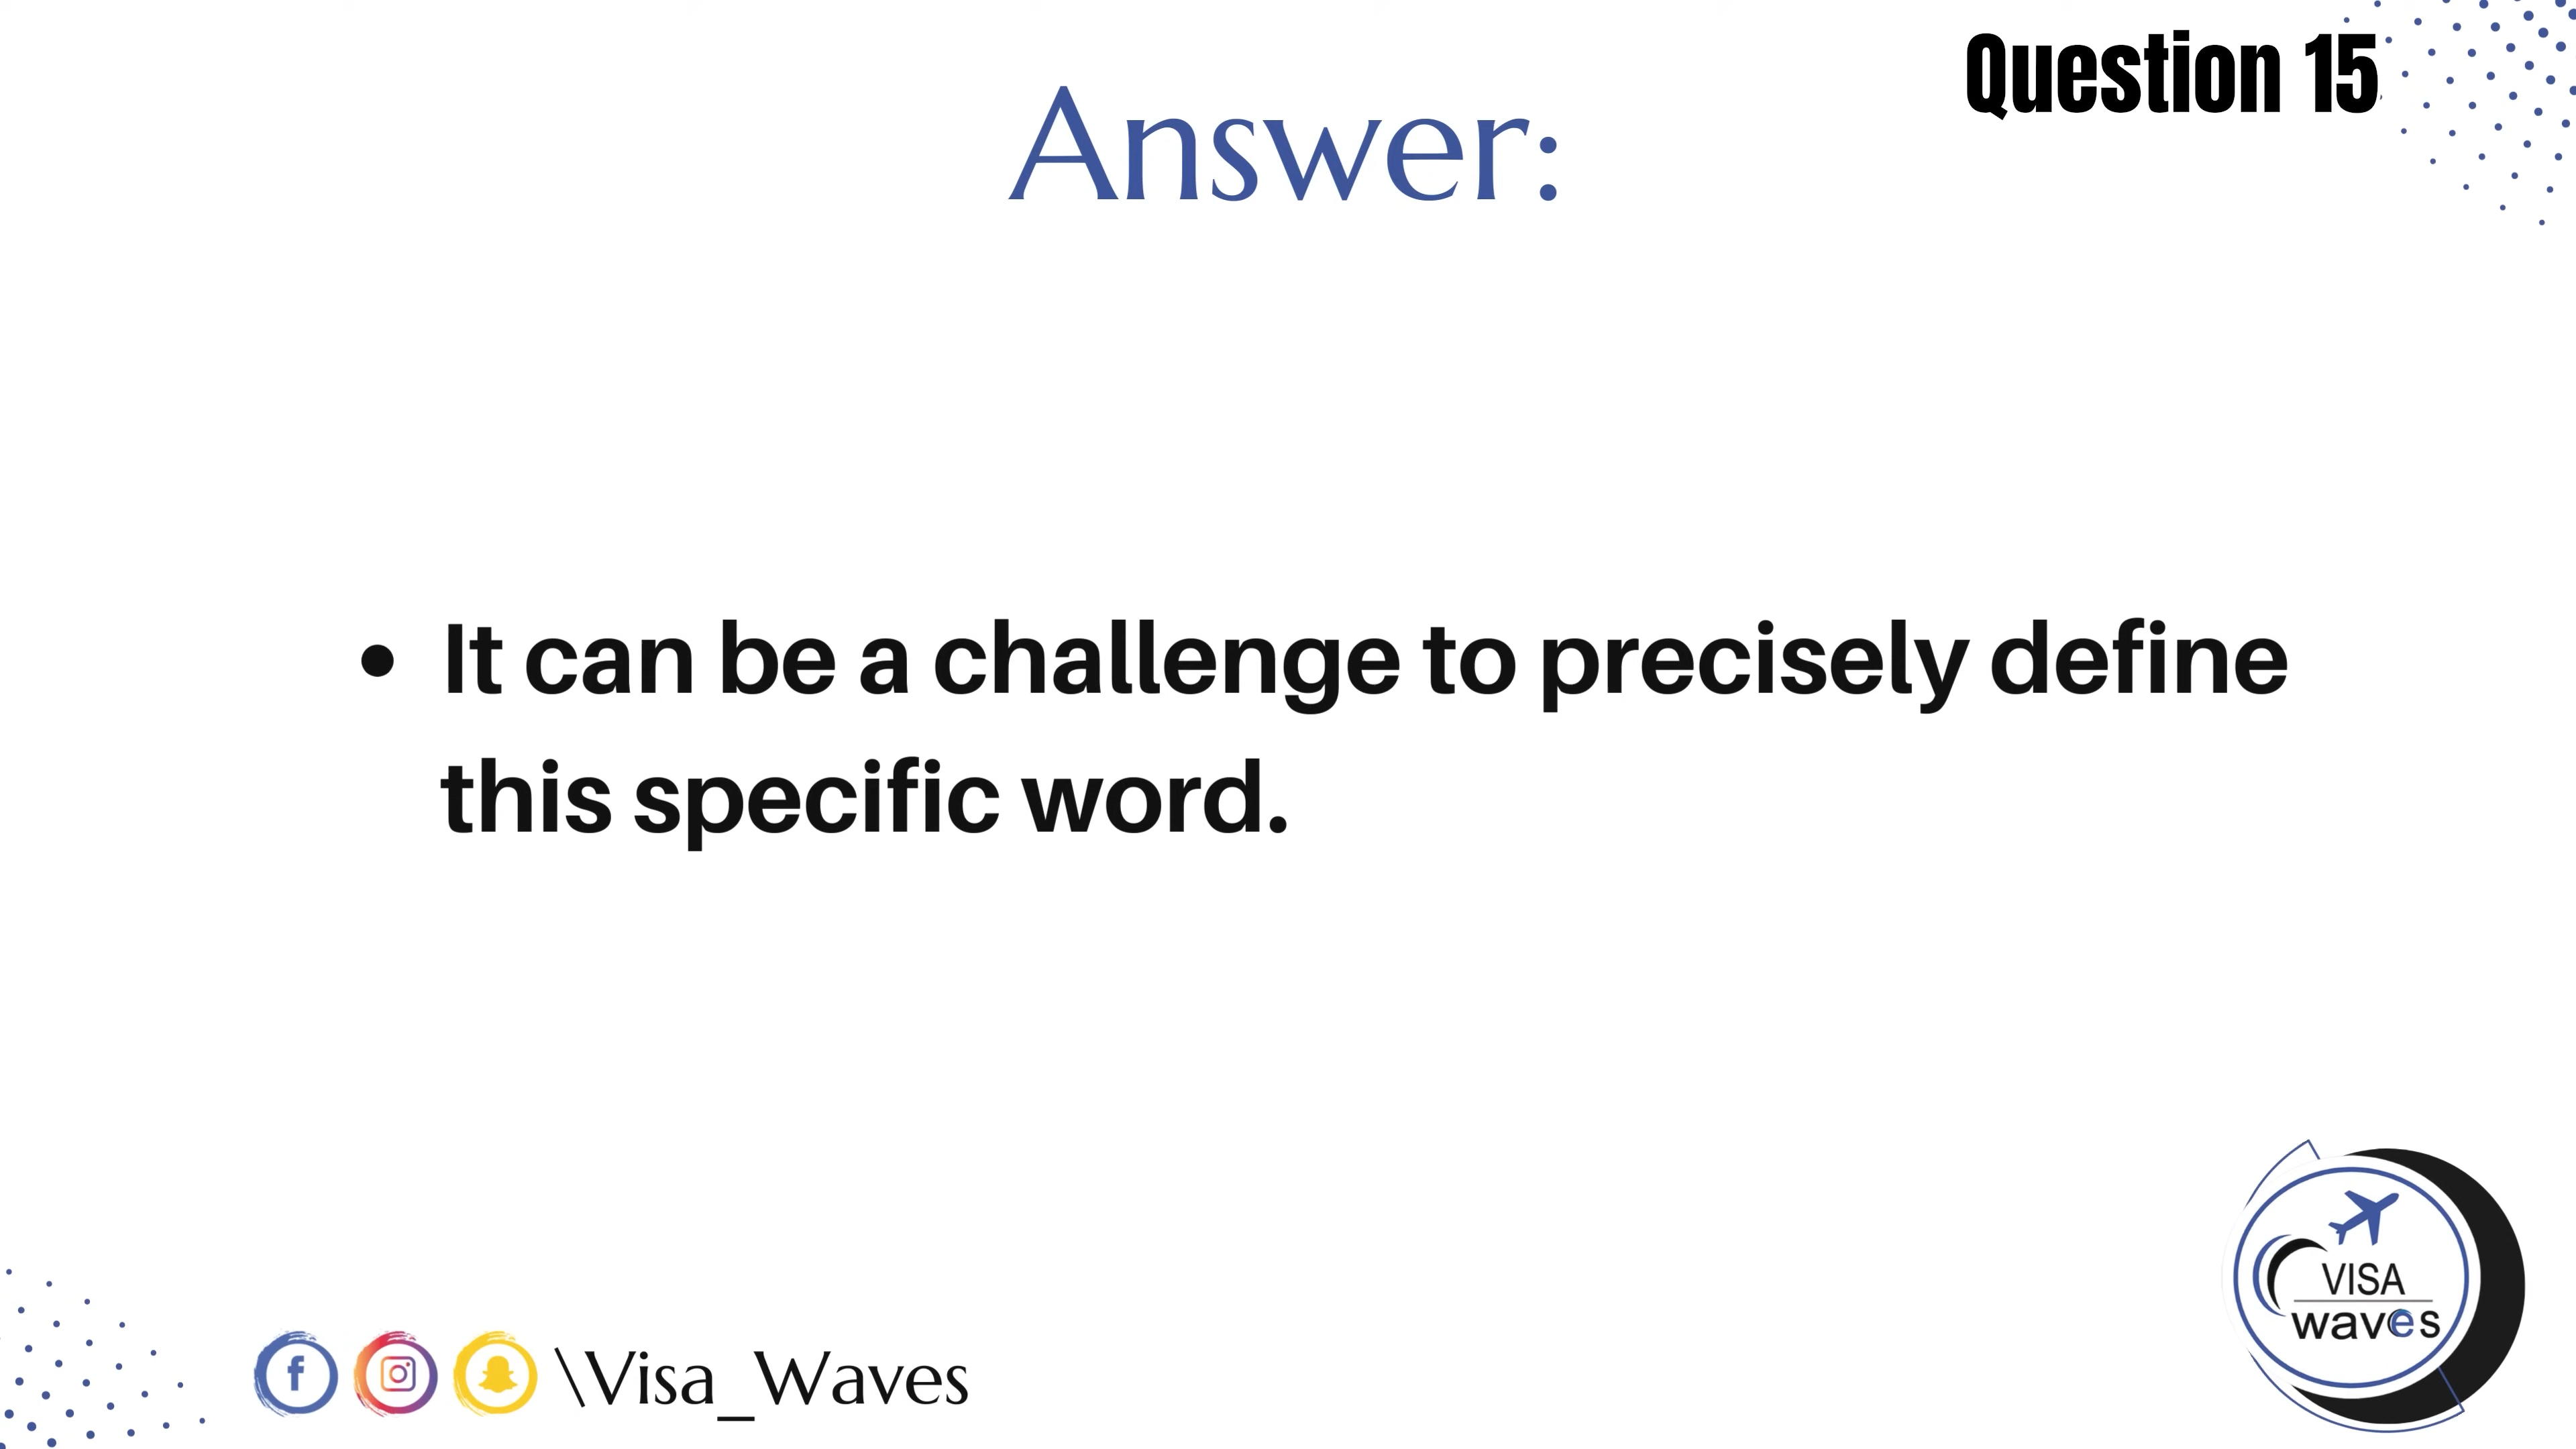 Question 15
Answer:
• It can be a challenge to precisely define
this specific word.
VISA
waves
\Visa_Waves